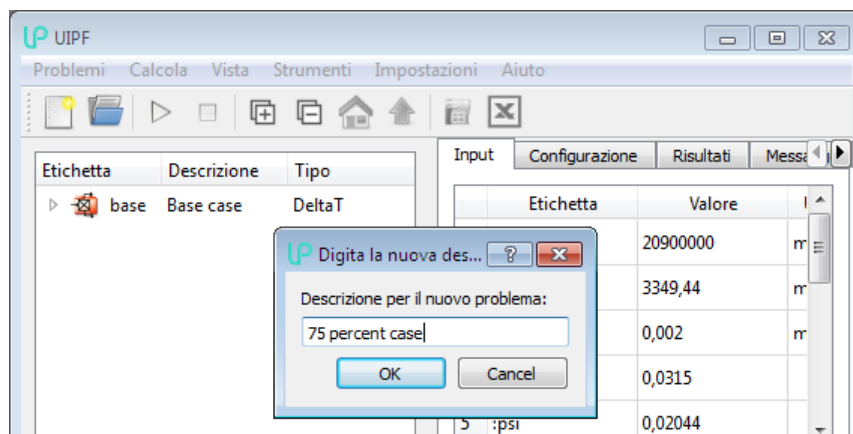 UIPF
Problemi Calcola Vista Strumenti Impostazioni Aiuto
Input Configurazione Risultati
Etichetta Descrizione Tipo
Etichetta Valore
base Base case DeltaT
Digita la nuova des...
20900000
Descrizione per il nuovo problema:
3349,44
75 percent case
0,002
OK Cancel
0,0315
5 :psi 0,02044